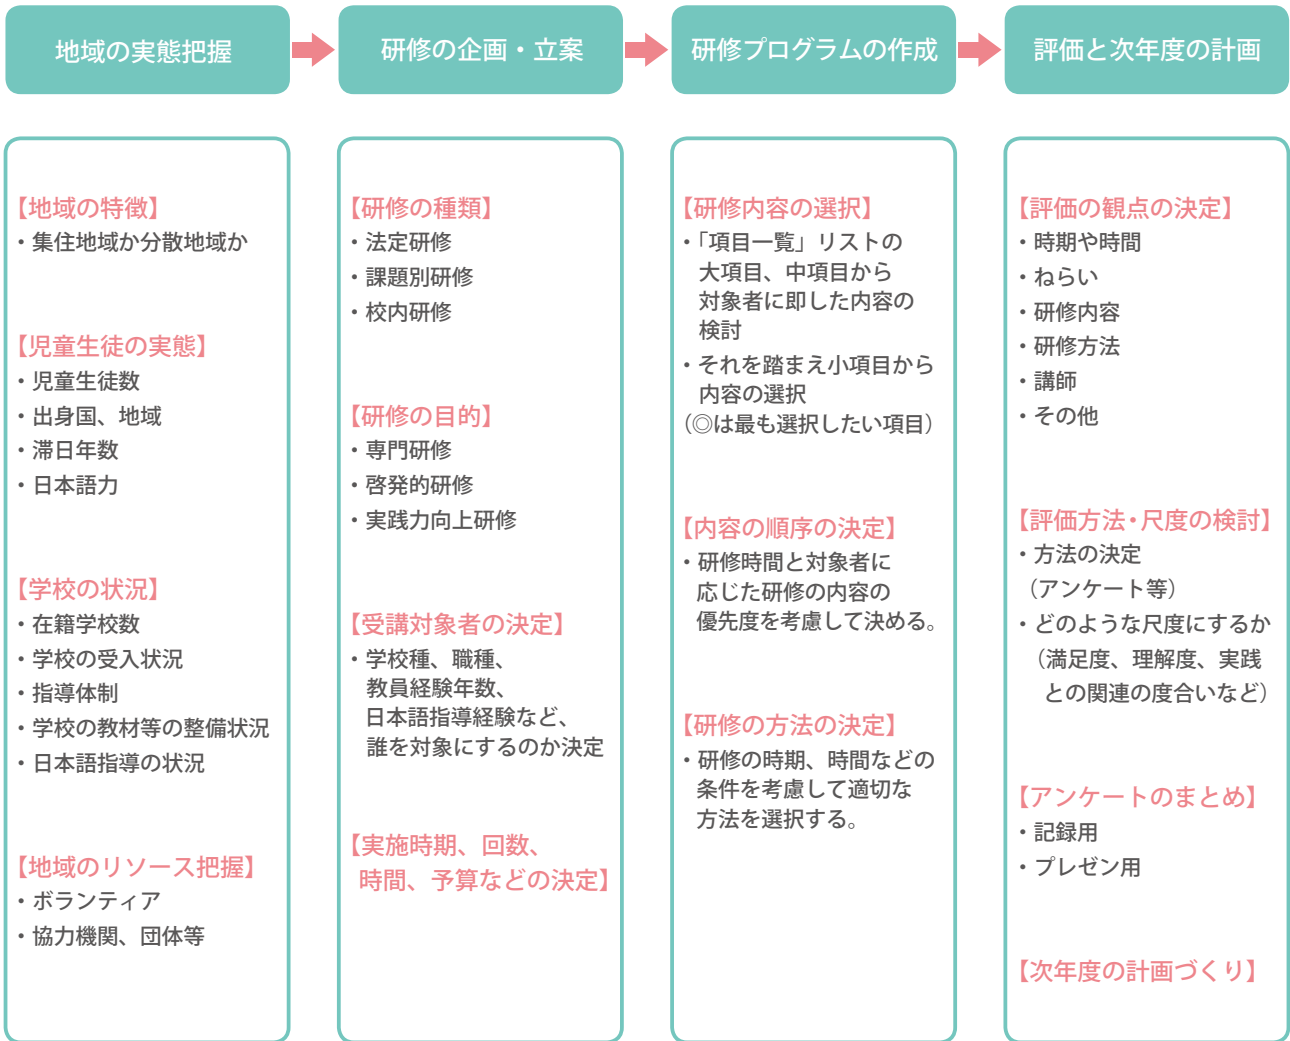 地域の実態把握
研修の企画・立案
研修プログラムの作成
評価と次年度の計画
【地域の特徴】
・集住地域か分散地域か
【児童生徒の実態】
・児童生徒数
・出身国、地域
・滞日年数
・日本語力
【学校の状況】
・在籍学校数
・学校の受入状況
・指導体制
・学校の教材等の整備状況
・日本語指導の状況
【地域のリソース把握】
・ボランティア
・協力機関、団体等
【研修の種類】
・法定研修
・課題別研修
・校内研修
【研修の目的】
・専門研修
・啓発的研修
・実践力向上研修
【受講対象者の決定】
・学校種、職種、
教員経験年数、
日本語指導経験など、
誰を対象にするのか決定
【実施時期、回数、
時間、予算などの決定】
【研修内容の選択】
・「項目一覧」リストの
大項目、中項目から
対象者に即した内容の
検討
・それを踏まえ小項目から
内容の選択
（◎は最も選択したい項目）
【内容の順序の決定】
・研修時間と対象者に
応じた研修の内容の
優先度を考慮して決める。
【研修の方法の決定】
・研修の時期、時間などの
条件を考慮して適切な
方法を選択する。
【評価の観点の決定】
・時期や時間
・ねらい
・研修内容
・研修方法
・講師
・その他
【評価方法・尺度の検討】
・方法の決定
（アンケート等）
・どのような尺度にするか
（満足度、理解度、実践
との関連の度合いなど）
【アンケートのまとめ】
・記録用
・プレゼン用
【次年度の計画づくり】